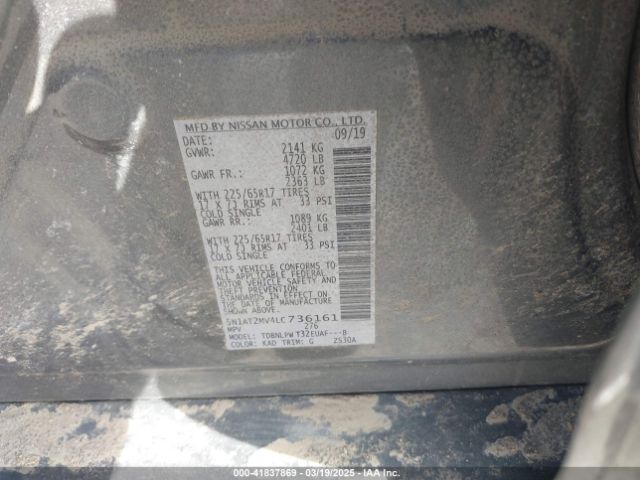 MFD BY NISSAN MOTOR CO., LTD.
DATE: 09/19
GVWR: 2141 KG
4720 LB
GAWR FR.: 1072 KG
2363 LB
WITH 225/65R17 TIRES
17 X 7J RIMS AT 33 PSI
COLD SINGLE
GAWR RR.: 1089 KG
2401 LB
WITH 225/65R17 TIRES
17 X 7J RIMS AT 33 PSI
COLD SINGLE
THIS VEHICLE CONFORMS TO
ALL APPLICABLE FEDERAL
MOTOR VEHICLE SAFETY AND
THEFT PREVENTION
STANDARDS IN EFFECT ON
THE DATE OF MANUFACTURE
SHOWN ABOVE.
5N1AT2MV4LC736161
MPV 276
MODEL: TDBNLPW T32EUAF---B
COLOR: KAD TRIM: G ZS30A
00-41837869 — 03/19/2025 — IAA Inc.